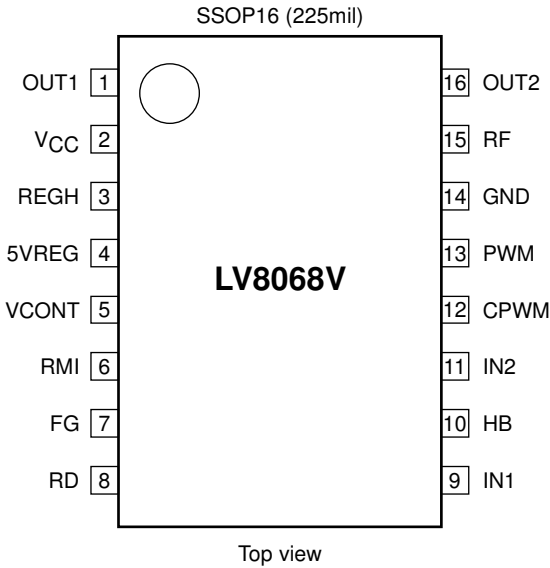 SSOP16 (225mil)
OUT1 1
VCC 2
REGH 3
5VREG 4
VCONT 5
RMI 6
FG 7
RD 8
LV8068V
16 OUT2
15 RF
14 GND
13 PWM
12 CPWM
11 IN2
10 HB
9 IN1
Top view